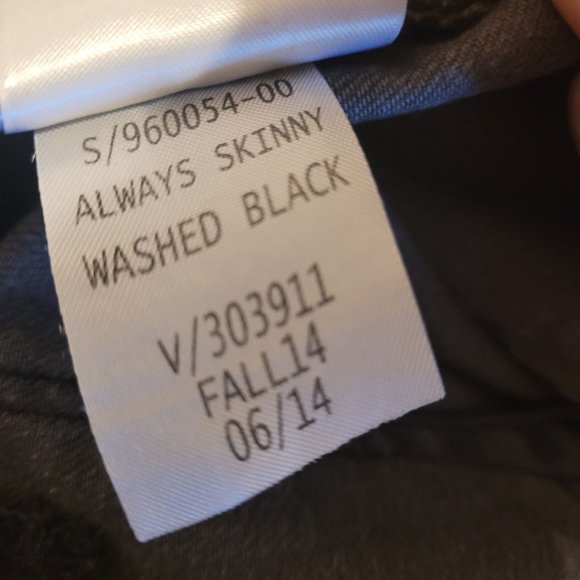 S/960054-00
ALWAYS SKINNY
WASHED BLACK
V/303911
FALL14
06/14